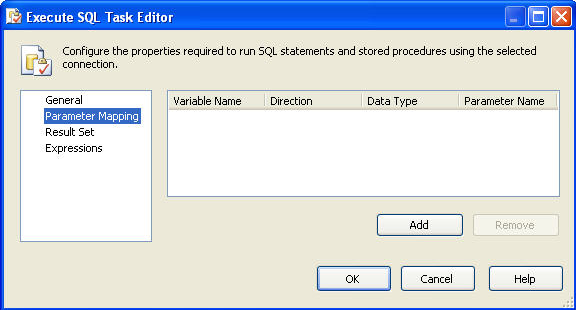 Execute SQL Task Editor
Configure the properties required to run SQL statements and stored procedures using the selected
connection.
General
Parameter Mapping
Result Set
Expressions
Variable Name Direction Data Type Parameter Name
Add Remove
OK Cancel Help